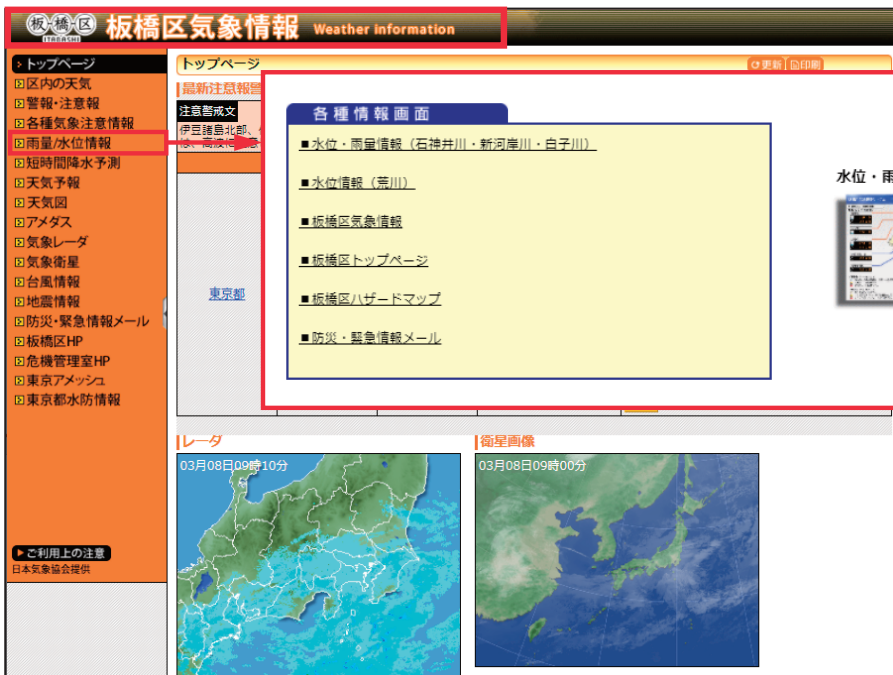 板橋区
ITABASHI
板橋区気象情報 Weather information
トップページ
区内の天気
警報・注意報
各種気象注意情報
雨量/水位情報
短時間降水予測
天気予報
天気図
アメダス
気象レーダ
気象衛星
台風情報
地震情報
防災・緊急情報メール
板橋区HP
危機管理室HP
東京アメッシュ
東京都水防情報
ご利用上の注意
日本気象協会提供
トップページ
更新 印刷
最新注意報警
注意警戒文
伊豆諸島北部、
は、高波に注意
東京都
各種情報画面
■水位・雨量情報（石神井川・新河岸川・白子川）
■水位情報（荒川）
■板橋区気象情報
■板橋区トップページ
■板橋区ハザードマップ
■防災・緊急情報メール
水位・雨
レーダ
03月08日09時10分
衛星画像
03月08日09時00分